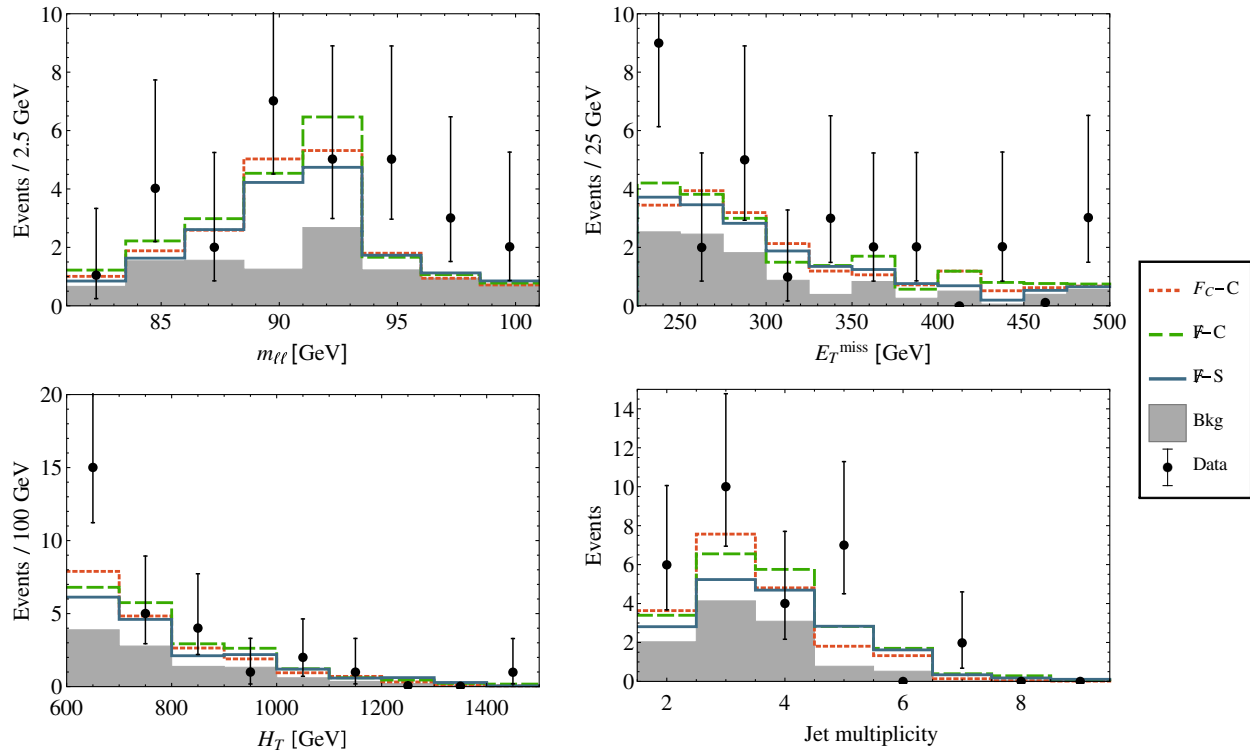 10
8
6
4
2
0
Events / 2.5 GeV
85 90 95 100
mℓℓ [GeV]
10
8
6
4
2
0
Events / 25 GeV
250 300 350 400 450 500
E_T^miss [GeV]
20
15
10
5
0
Events / 100 GeV
600 800 1000 1200 1400
H_T [GeV]
14
12
10
8
6
4
2
0
Events
2 4 6 8
Jet multiplicity
F_C–C
F̸–C
F̸–S
Bkg
Data